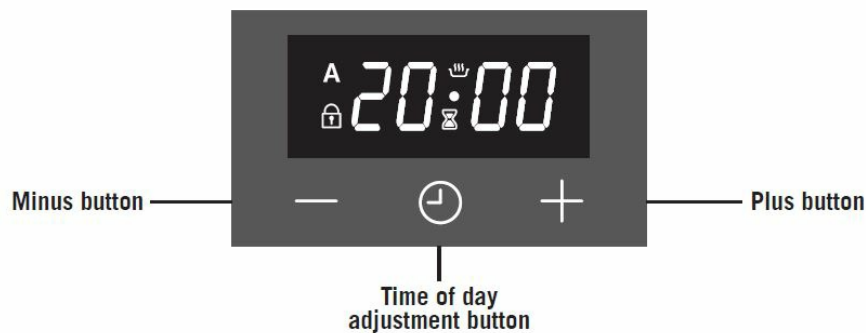 A 20:00
Minus button
Plus button
Time of day
adjustment button